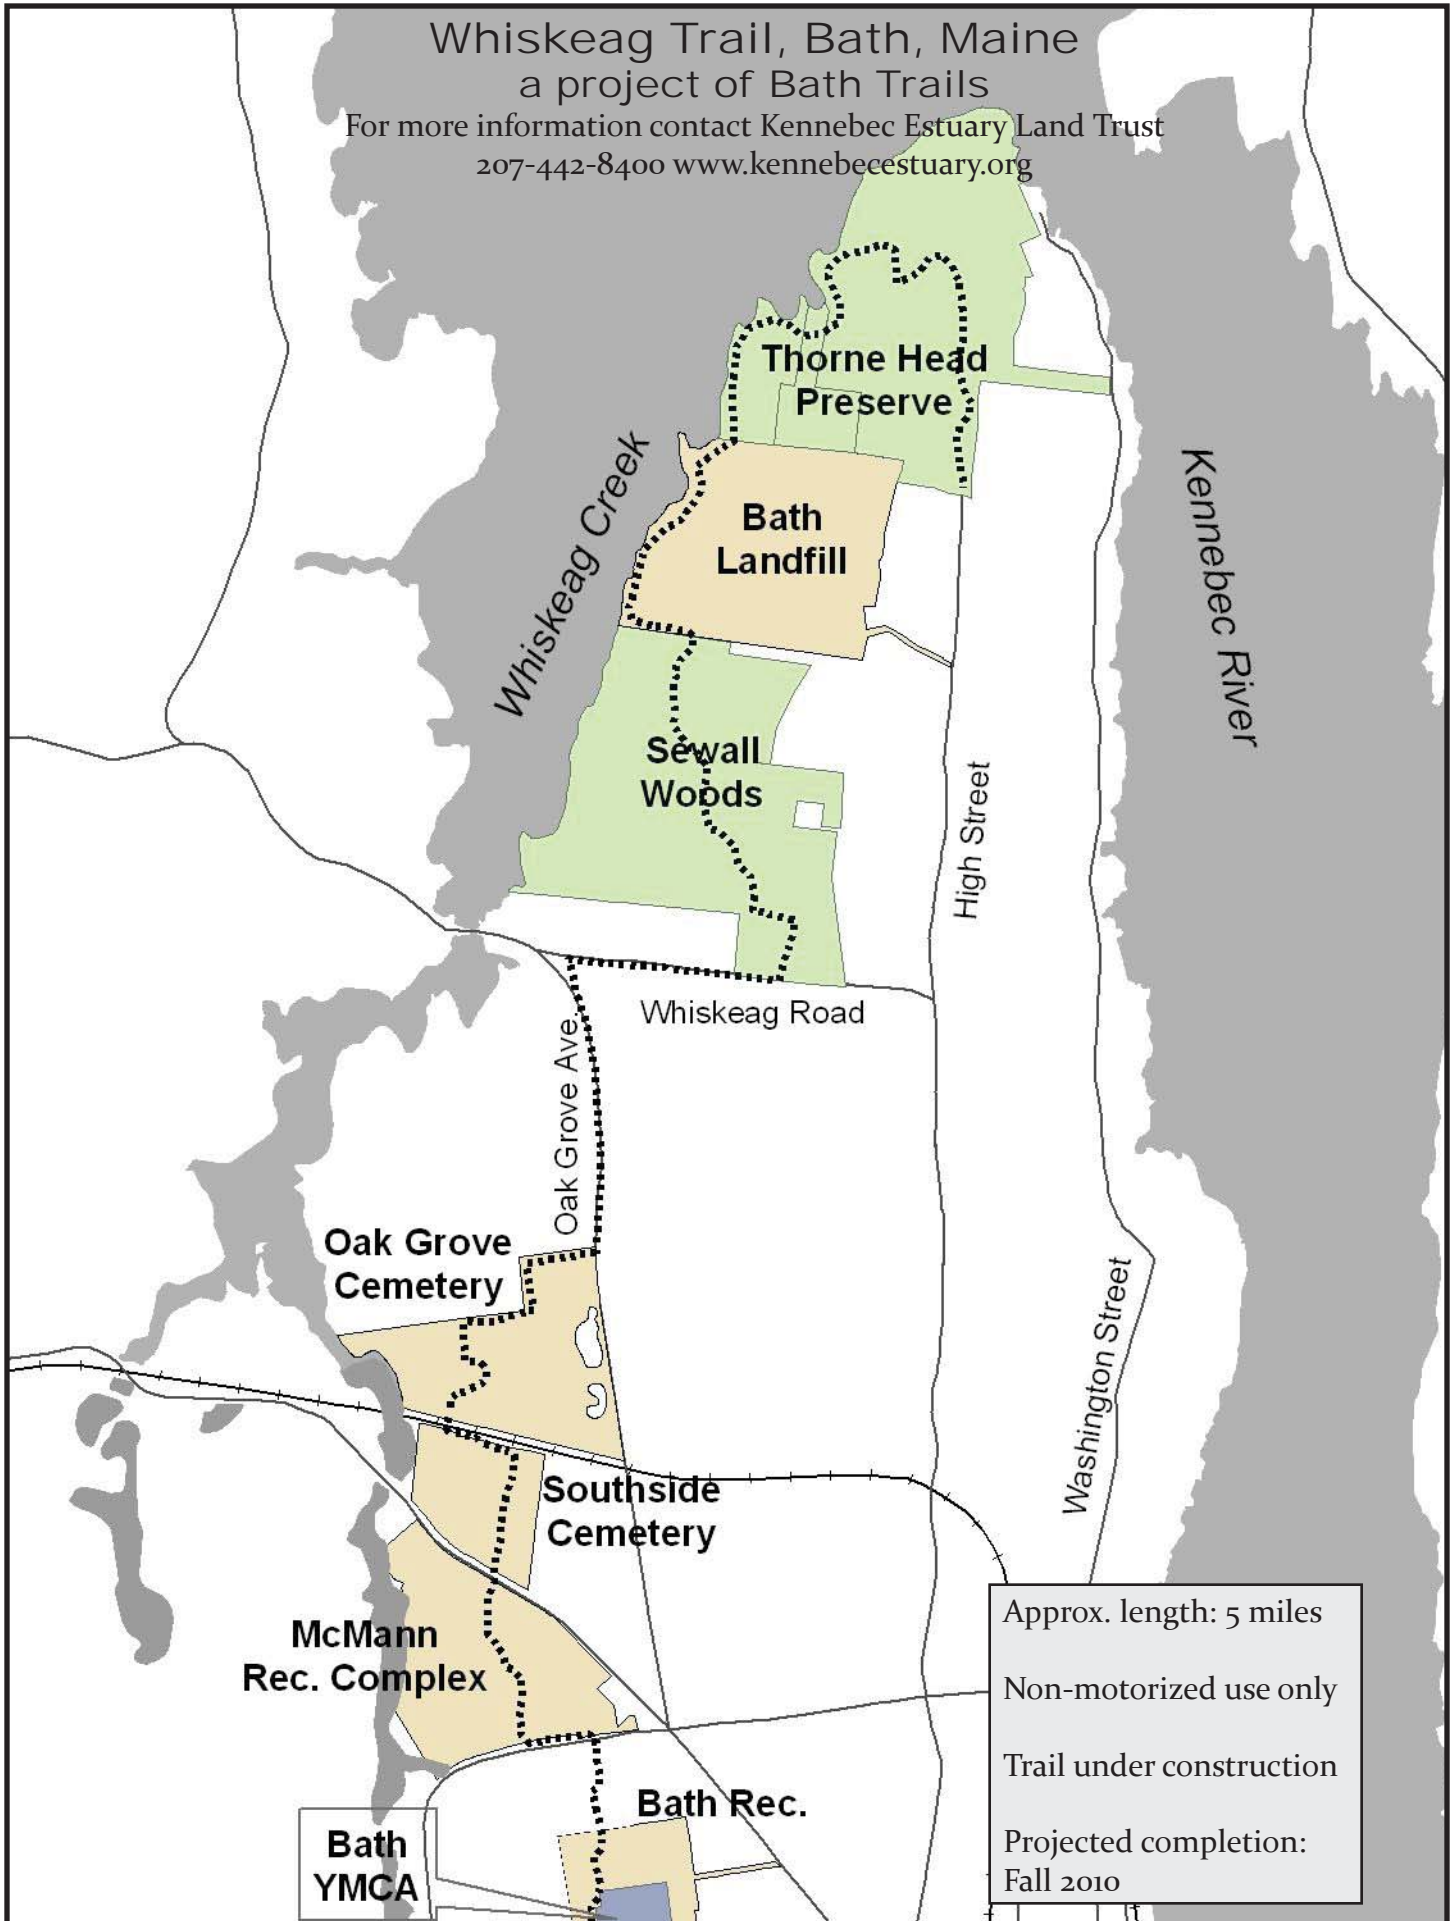 Whiskeag Trail, Bath, Maine
a project of Bath Trails
For more information contact Kennebec Estuary Land Trust
207-442-8400 www.kennebecestuary.org
Thorne Head
Preserve
Whiskeag Creek
Kennebec River
Bath
Landfill
Sewall
Woods
High Street
Whiskeag Road
Oak Grove Ave.
Oak Grove
Cemetery
Washington Street
Southside
Cemetery
McMann
Rec. Complex
Bath Rec.
Bath
YMCA
Approx. length: 5 miles
Non-motorized use only
Trail under construction
Projected completion:
Fall 2010